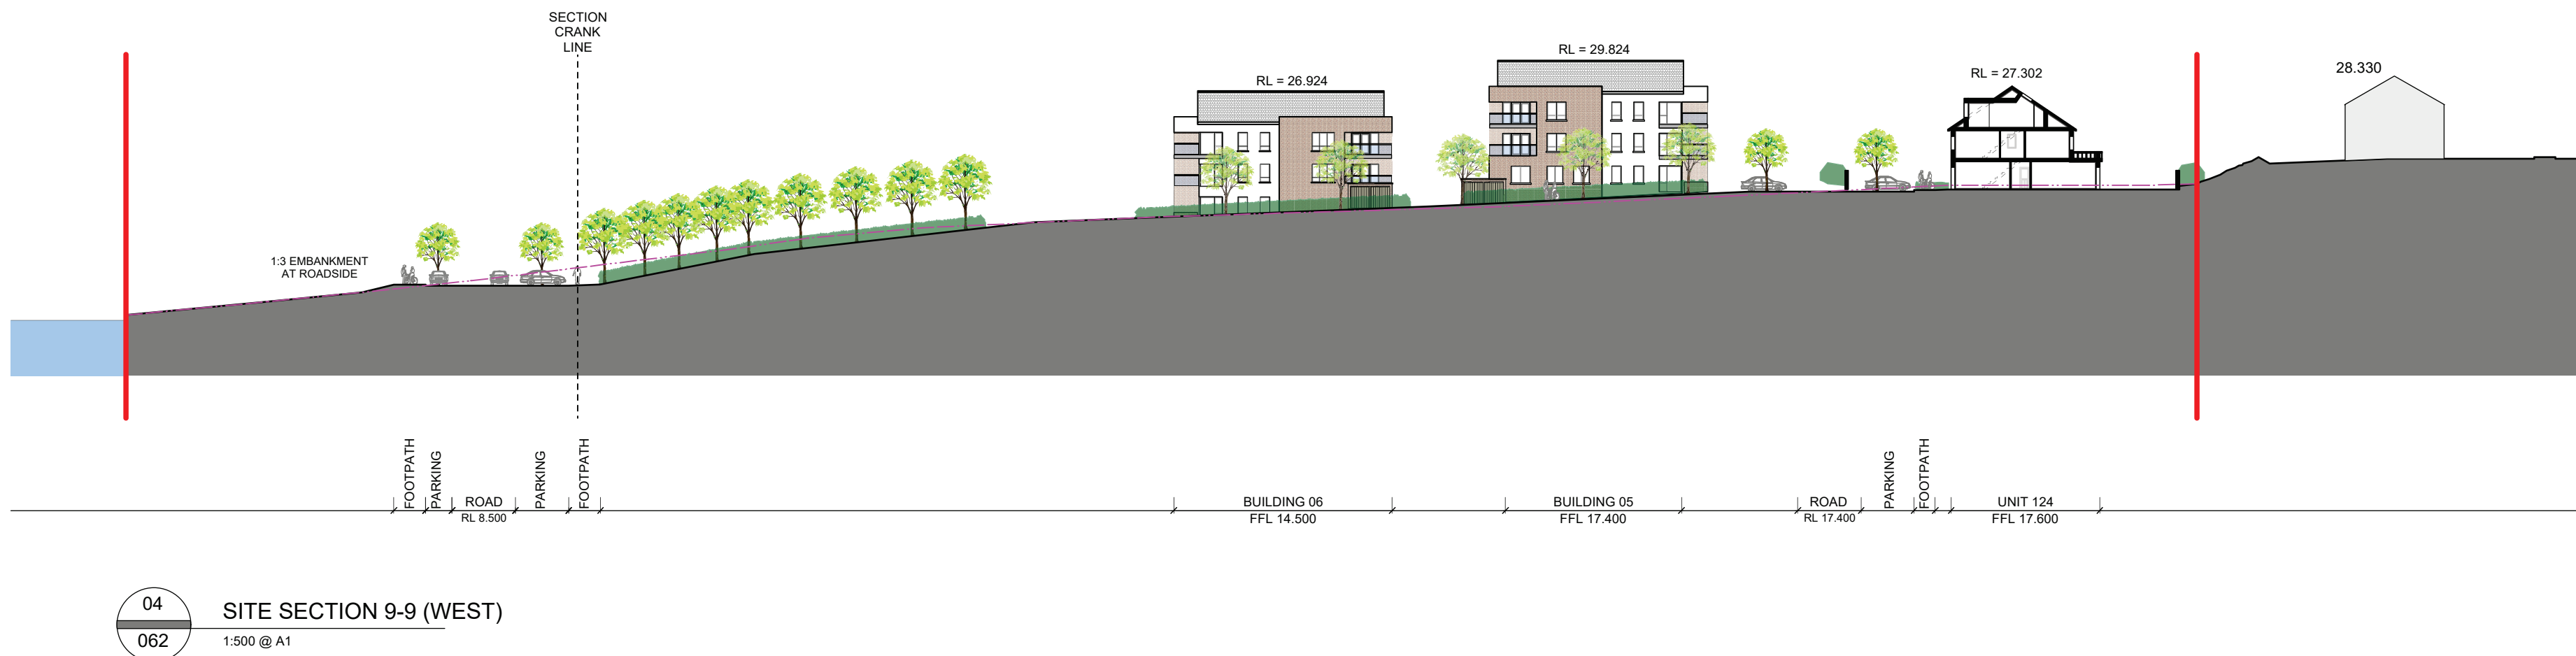 SECTION
CRANK
LINE
RL = 26.924
RL = 29.824
RL = 27.302
28.330
1:3 EMBANKMENT
AT ROADSIDE
FOOTPATH
PARKING
ROAD
RL 8.500
PARKING
FOOTPATH
BUILDING 06
FFL 14.500
BUILDING 05
FFL 17.400
ROAD
RL 17.400
PARKING
FOOTPATH
UNIT 124
FFL 17.600
04
062
SITE SECTION 9-9 (WEST)
1:500 @ A1